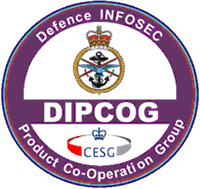 Defence INFOSEC
DIPCOG
CESG
Product Co-Operation Group